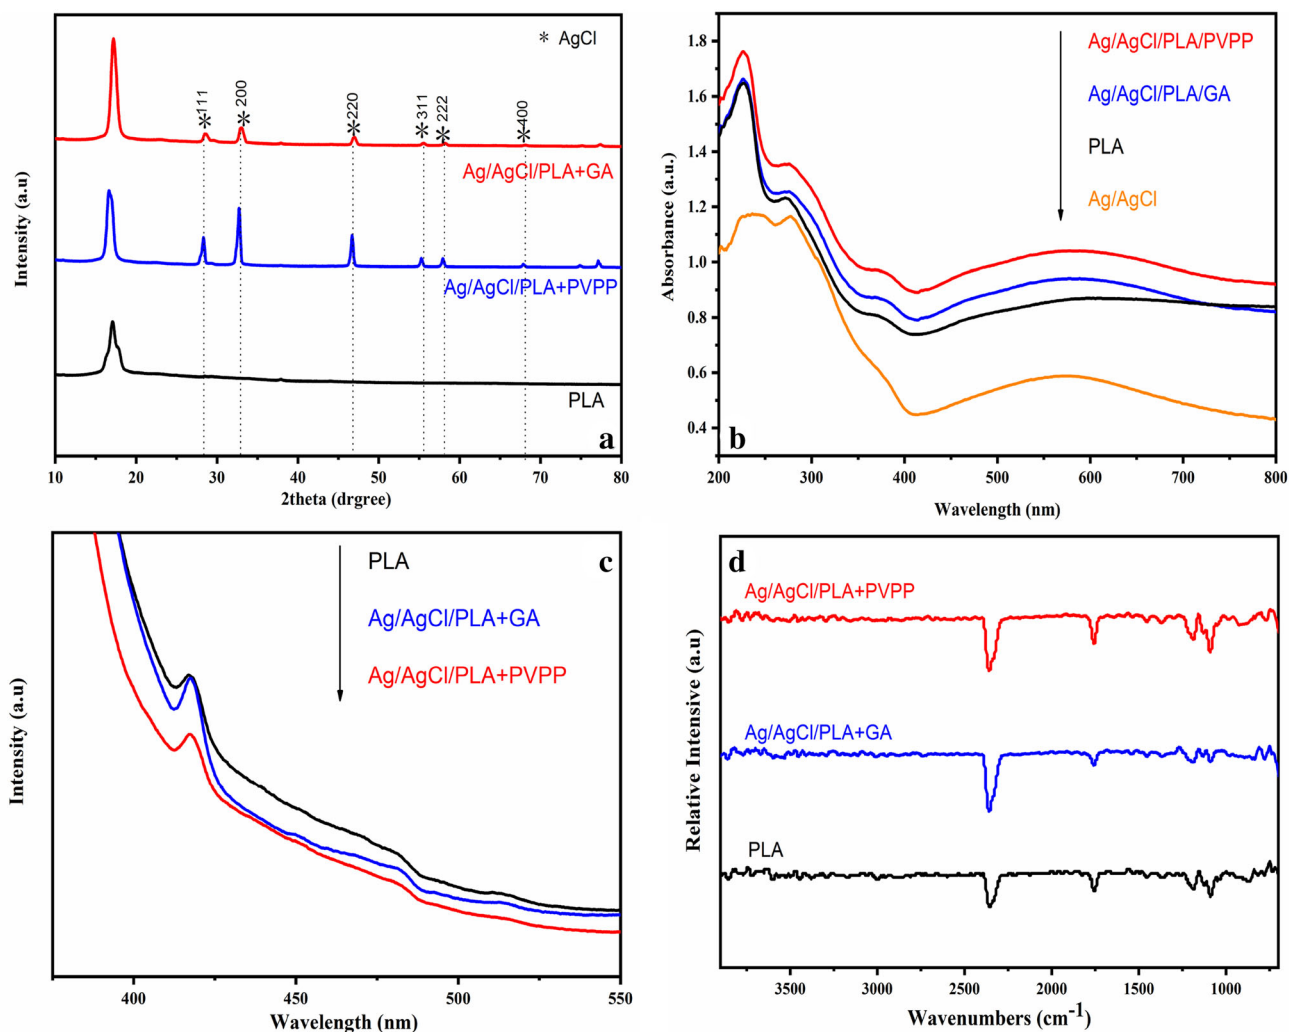 * AgCl
*111
* 200
*220
* 311
* 222
*400
Ag/AgCl/PLA+GA
Ag/AgCl/PLA+PVPP
PLA
a
Intensity (a.u)
10 20 30 40 50 60 70 80
2theta (drgree)
1.8
1.6
1.4
1.2
1.0
0.8
0.6
0.4
Absorbance (a.u.)
Ag/AgCl/PLA/PVPP
Ag/AgCl/PLA/GA
PLA
Ag/AgCl
b
200 300 400 500 600 700 800
Wavelength (nm)
c
PLA
Ag/AgCl/PLA+GA
Ag/AgCl/PLA+PVPP
Intensity (a.u)
400 450 500 550
Wavelength (nm)
d
Ag/AgCl/PLA+PVPP
Ag/AgCl/PLA+GA
PLA
Relative Intensive (a.u)
3500 3000 2500 2000 1500 1000
Wavenumbers (cm-1)